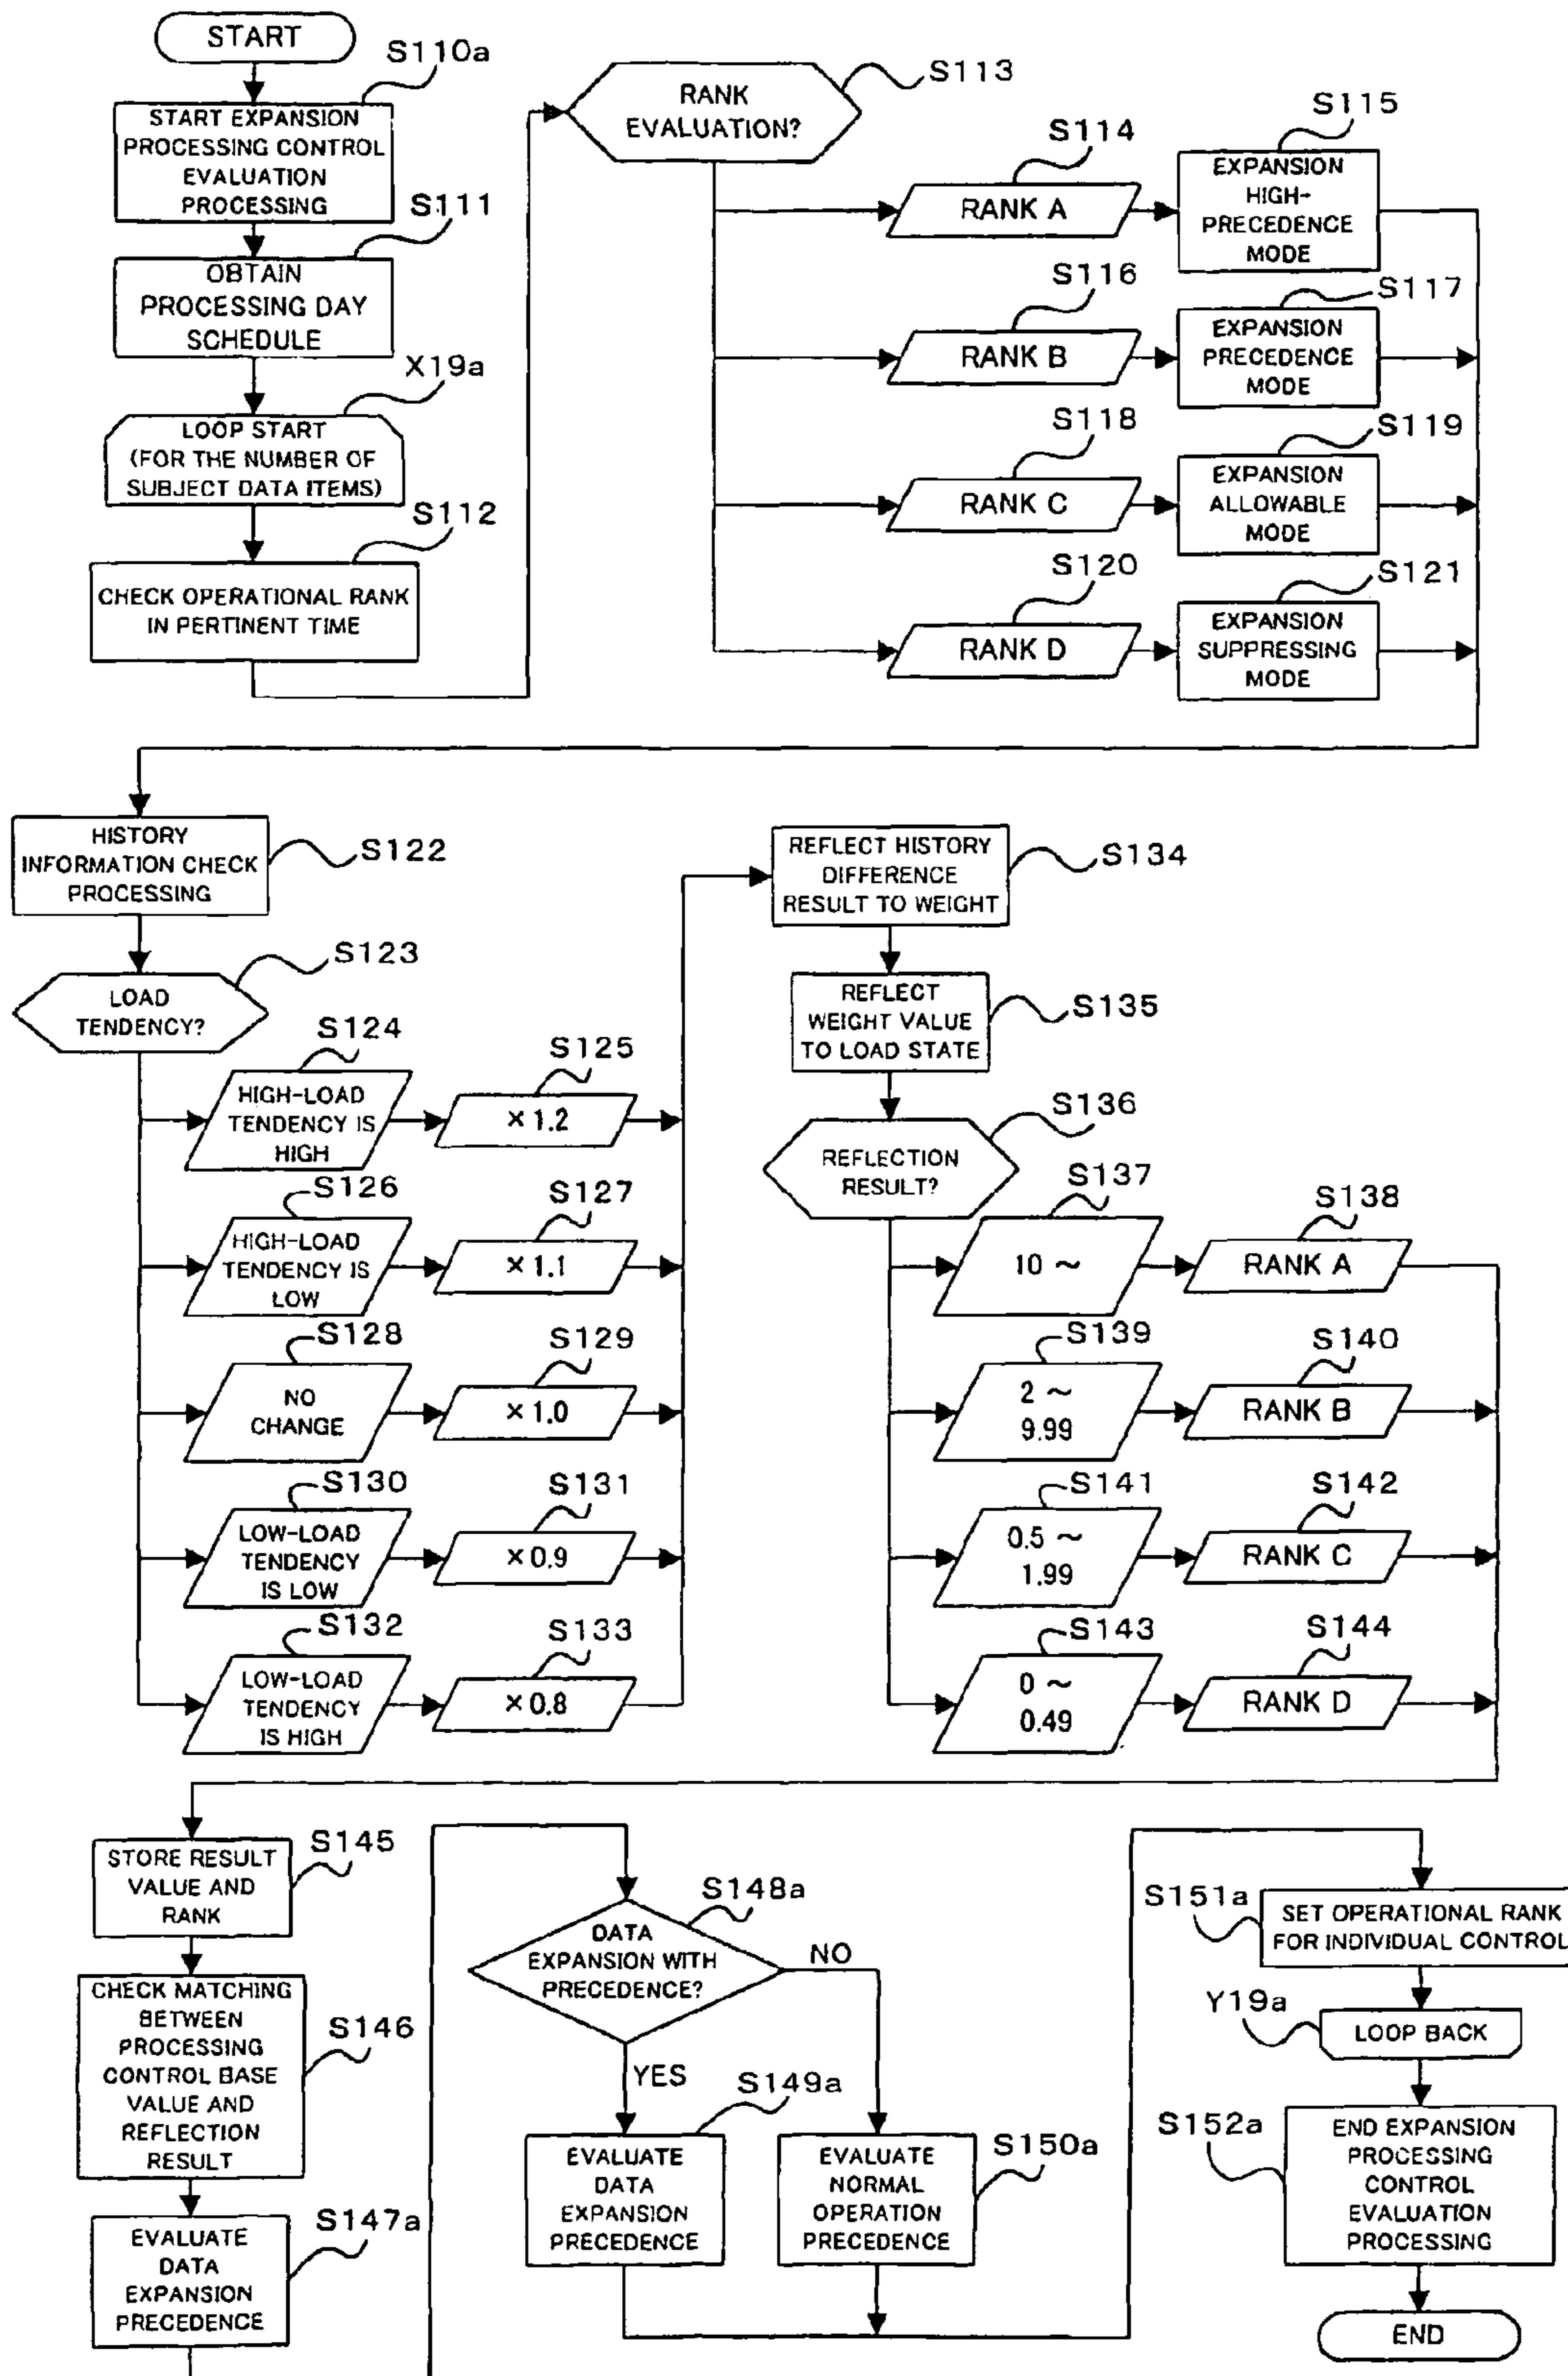 START
S110a
START EXPANSION
PROCESSING CONTROL
EVALUATION
PROCESSING
S111
OBTAIN
PROCESSING DAY
SCHEDULE
X19a
LOOP START
(FOR THE NUMBER OF
SUBJECT DATA ITEMS)
S112
CHECK OPERATIONAL RANK
IN PERTINENT TIME
S113
RANK
EVALUATION?
S114
RANK A
S115
EXPANSION
HIGH-
PRECEDENCE
MODE
S116
RANK B
S117
EXPANSION
PRECEDENCE
MODE
S118
RANK C
S119
EXPANSION
ALLOWABLE
MODE
S120
RANK D
S121
EXPANSION
SUPPRESSING
MODE
HISTORY
INFORMATION CHECK
PROCESSING
S122
S123
LOAD
TENDENCY?
S124
HIGH-LOAD
TENDENCY IS
HIGH
S125
×1.2
S126
HIGH-LOAD
TENDENCY IS
LOW
S127
×1.1
S128
NO
CHANGE
S129
×1.0
S130
LOW-LOAD
TENDENCY
IS LOW
S131
×0.9
S132
LOW-LOAD
TENDENCY
IS HIGH
S133
×0.8
REFLECT HISTORY
DIFFERENCE
RESULT TO WEIGHT
S134
REFLECT
WEIGHT VALUE
TO LOAD STATE
S135
S136
REFLECTION
RESULT?
S137
10 ~
S138
RANK A
S139
2 ~
9.99
S140
RANK B
S141
0.5 ~
1.99
S142
RANK C
S143
0 ~
0.49
S144
RANK D
STORE RESULT
VALUE AND
RANK
S145
CHECK MATCHING
BETWEEN
PROCESSING
CONTROL BASE
VALUE AND
REFLECTION
RESULT
S146
EVALUATE
DATA
EXPANSION
PRECEDENCE
S147a
S148a
DATA
EXPANSION WITH
PRECEDENCE?
NO
YES
S149a
EVALUATE
DATA
EXPANSION
PRECEDENCE
S150a
EVALUATE
NORMAL
OPERATION
PRECEDENCE
S151a
SET OPERATIONAL RANK
FOR INDIVIDUAL CONTROL
Y19a
LOOP BACK
S152a
END EXPANSION
PROCESSING
CONTROL
EVALUATION
PROCESSING
END